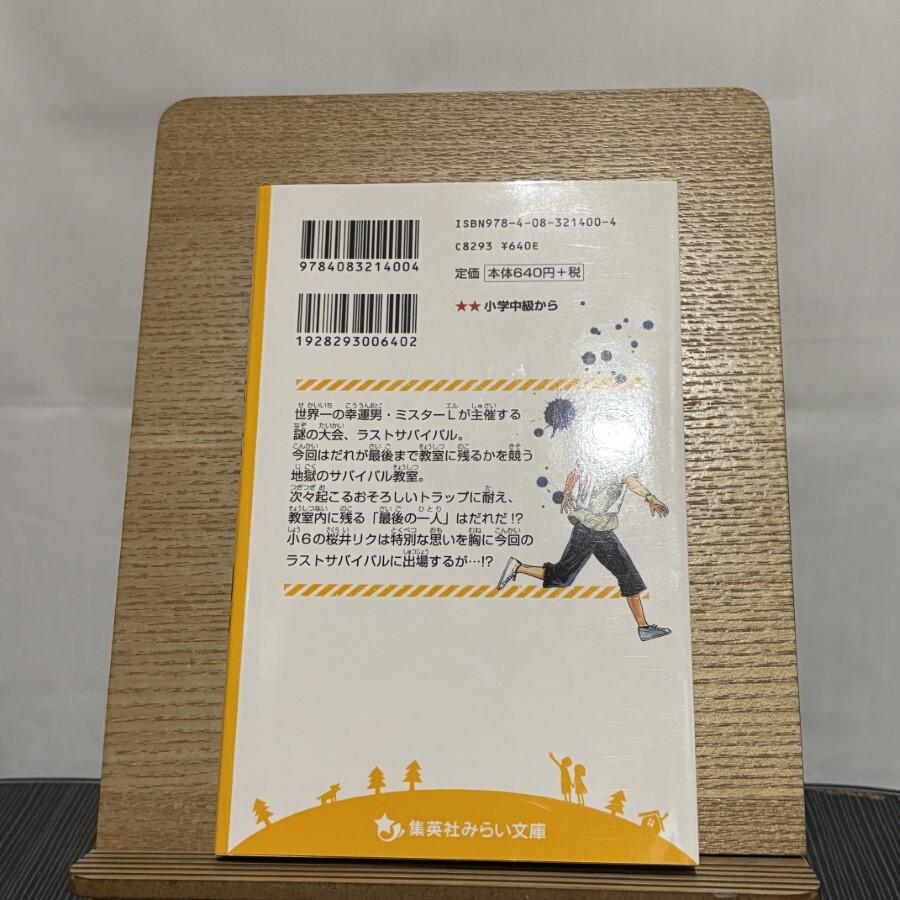 9784083214004
1928293006402
ISBN978-4-08-321400-4
C8293 ¥640E
定価 本体640円+税
★★小学中級から
世界一の幸運男・ミスターLが主催する
謎の大会、ラストサバイバル。
今回はだれが最後まで教室に残るかを競う
地獄のサバイバル教室。
次々起こるおそろしいトラップに耐え、
教室内に残る「最後の一人」はだれだ!?
小6の桜井リクは特別な思いを胸に今回の
ラストサバイバルに出場するが…!?
集英社みらい文庫